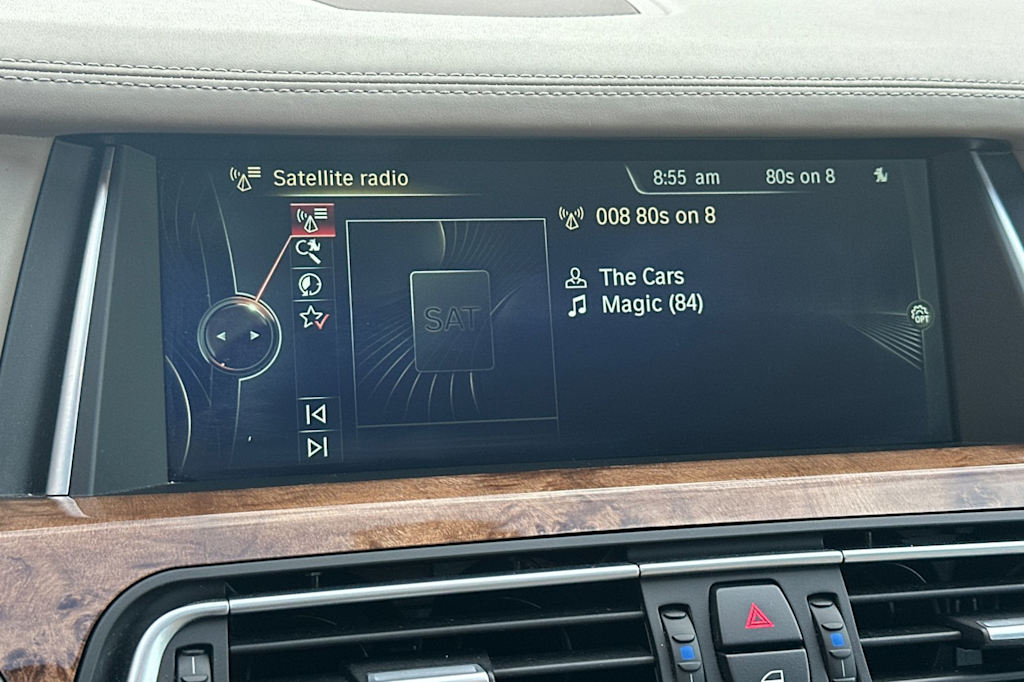 Satellite radio
8:55 am 80s on 8
008 80s on 8
The Cars
Magic (84)
SAT
OPT